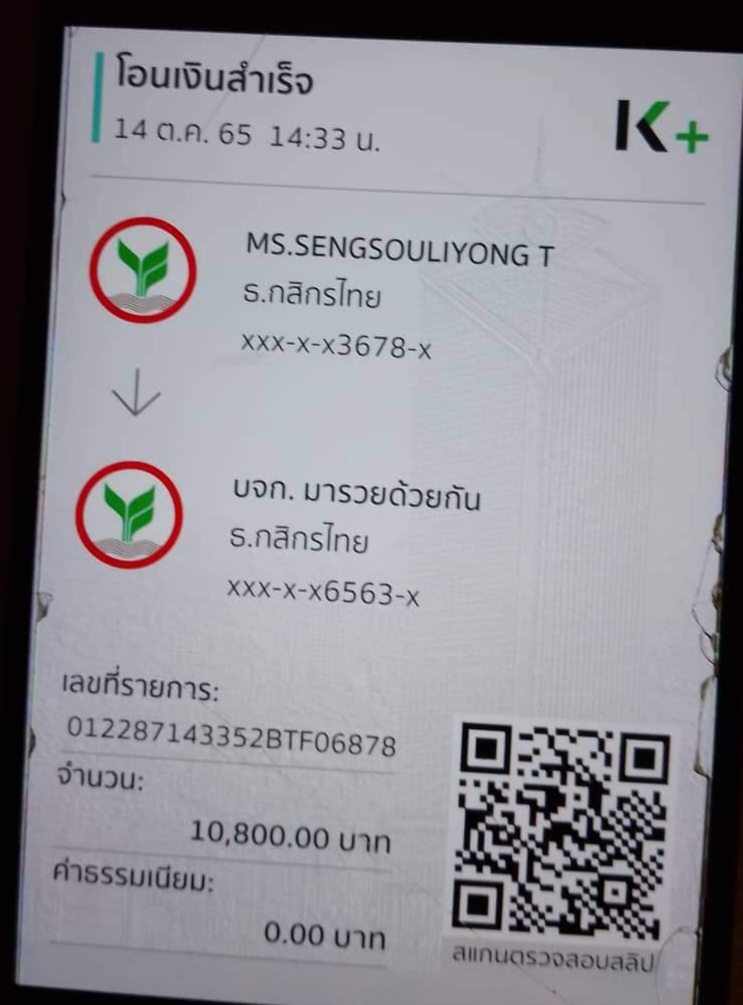 โอนเงินสำเร็จ
14 ต.ค. 65 14:33 น.
K+
MS.SENGSOULIYONG T
ธ.กสิกรไทย
xxx-x-x3678-x
บจก. มารวยด้วยกัน
ธ.กสิกรไทย
xxx-x-x6563-x
เลขที่รายการ:
012287143352BTF06878
จำนวน:
10,800.00 บาท
ค่าธรรมเนียม:
0.00 บาท
สแกนตรวจสอบสลิป